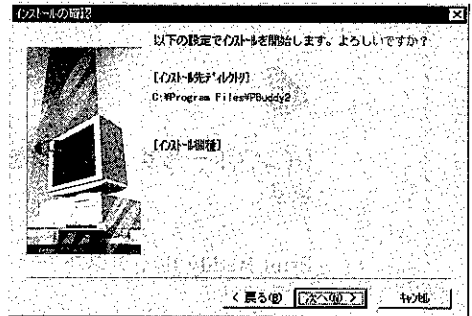 インストールの確認
以下の設定でインストールを開始します。よろしいですか？
[インストール先ディレクトリ]
C:¥Program Files¥PBuddy2
[インストール機種]
< 戻る(B)
次へ(N) >
キャンセル